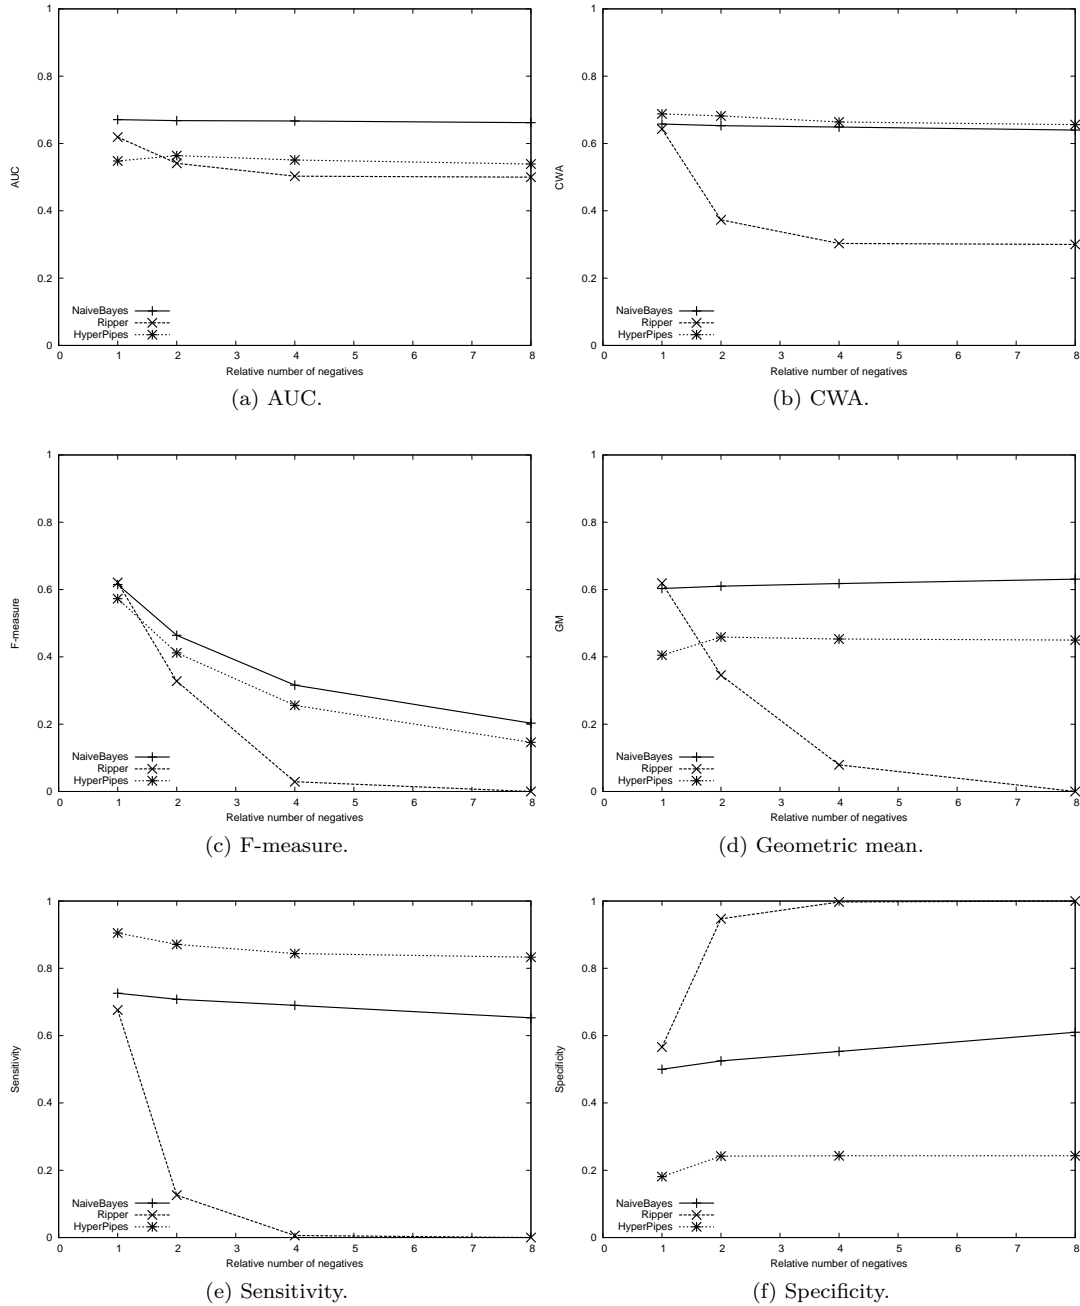 1
0.8
0.6
0.4
0.2
0
AUC
NaiveBayes
Ripper
HyperPipes
0 1 2 3 4 5 6 7 8
Relative number of negatives
(a) AUC.
1
0.8
0.6
0.4
0.2
0
CWA
NaiveBayes
Ripper
HyperPipes
0 1 2 3 4 5 6 7 8
Relative number of negatives
(b) CWA.
1
0.8
0.6
0.4
0.2
0
F-measure
NaiveBayes
Ripper
HyperPipes
0 1 2 3 4 5 6 7 8
Relative number of negatives
(c) F-measure.
1
0.8
0.6
0.4
0.2
0
GM
NaiveBayes
Ripper
HyperPipes
0 1 2 3 4 5 6 7 8
Relative number of negatives
(d) Geometric mean.
1
0.8
0.6
0.4
0.2
0
Sensitivity
NaiveBayes
Ripper
HyperPipes
0 1 2 3 4 5 6 7 8
Relative number of negatives
(e) Sensitivity.
1
0.8
0.6
0.4
0.2
0
Specificity
NaiveBayes
Ripper
HyperPipes
0 1 2 3 4 5 6 7 8
Relative number of negatives
(f) Specificity.